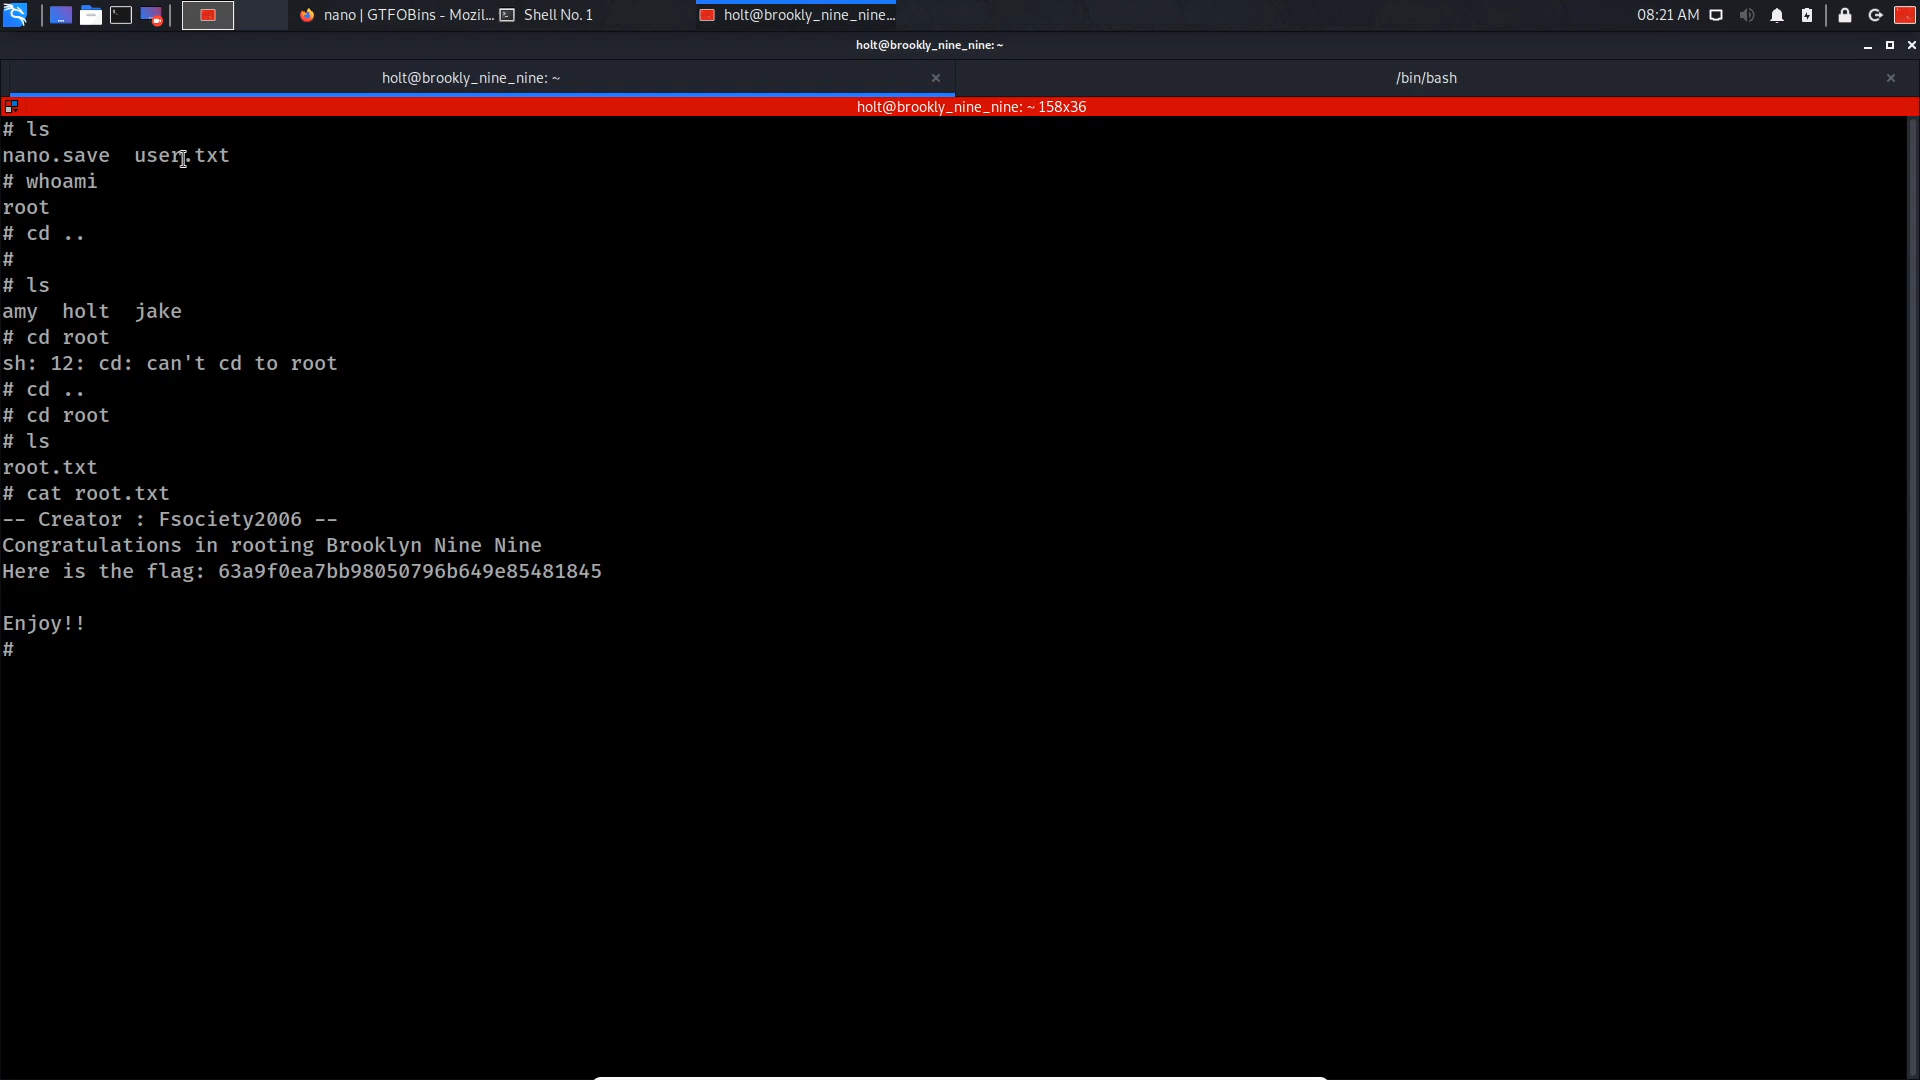 nano | GTFOBins - Mozil...
Shell No. 1
holt@brookly_nine_nine...
08:21 AM
holt@brookly_nine_nine: ~
holt@brookly_nine_nine: ~
/bin/bash
holt@brookly_nine_nine: ~ 158x36
# ls
nano.save  user.txt
# whoami
root
# cd ..
#
# ls
amy  holt  jake
# cd root
sh: 12: cd: can't cd to root
# cd ..
# cd root
# ls
root.txt
# cat root.txt
-- Creator : Fsociety2006 --
Congratulations in rooting Brooklyn Nine Nine
Here is the flag: 63a9f0ea7bb98050796b649e85481845
Enjoy!!
#